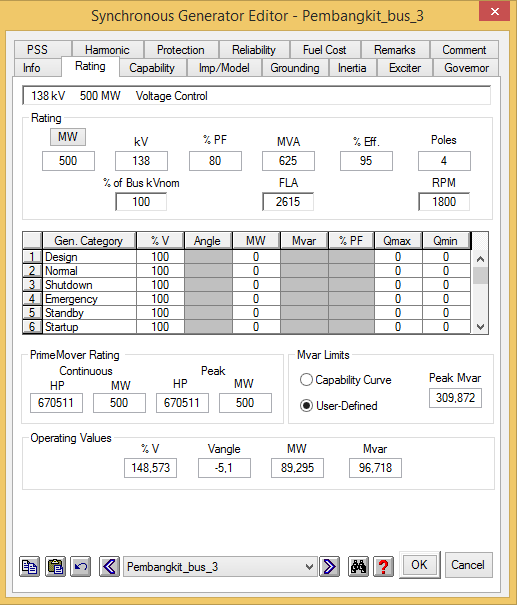 Synchronous Generator Editor - Pembangkit_bus_3
PSS Harmonic Protection Reliability Fuel Cost Remarks Comment
Info Rating Capability Imp/Model Grounding Inertia Exciter Governor
138 kV 500 MW Voltage Control
Rating
MW kV % PF MVA % Eff. Poles
500 138 80 625 95 4
% of Bus kVnom FLA RPM
100 2615 1800
Gen. Category % V Angle MW Mvar % PF Qmax Qmin
1 Design 100 0 0 0
2 Normal 100 0 0 0
3 Shutdown 100 0 0 0
4 Emergency 100 0 0 0
5 Standby 100 0 0 0
6 Startup 100 0 0 0
PrimeMover Rating Mvar Limits
Continuous Peak
HP MW HP MW
670511 500 670511 500
Capability Curve Peak Mvar
User-Defined 309,872
Operating Values
% V Vangle MW Mvar
148,573 -5,1 89,295 96,718
Pembangkit_bus_3 ? OK Cancel